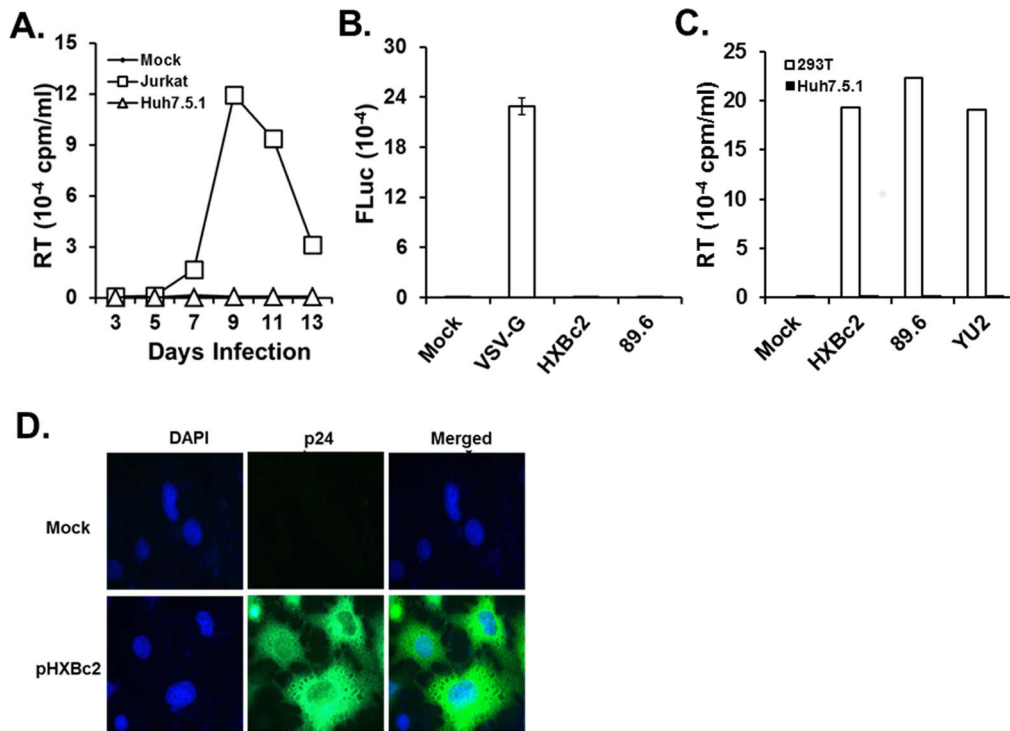 A.
RT (10⁻⁴ cpm/ml)
15
12
9
6
3
0
Mock
Jurkat
Huh7.5.1
3 5 7 9 11 13
Days Infection
B.
FLuc (10⁻⁴)
30
24
18
12
6
0
Mock VSV-G HXBc2 89.6
C.
RT (10⁻⁴ cpm/ml)
25
20
15
10
5
0
293T
Huh7.5.1
Mock HXBc2 89.6 YU2
D.
DAPI p24 Merged
Mock
pHXBc2